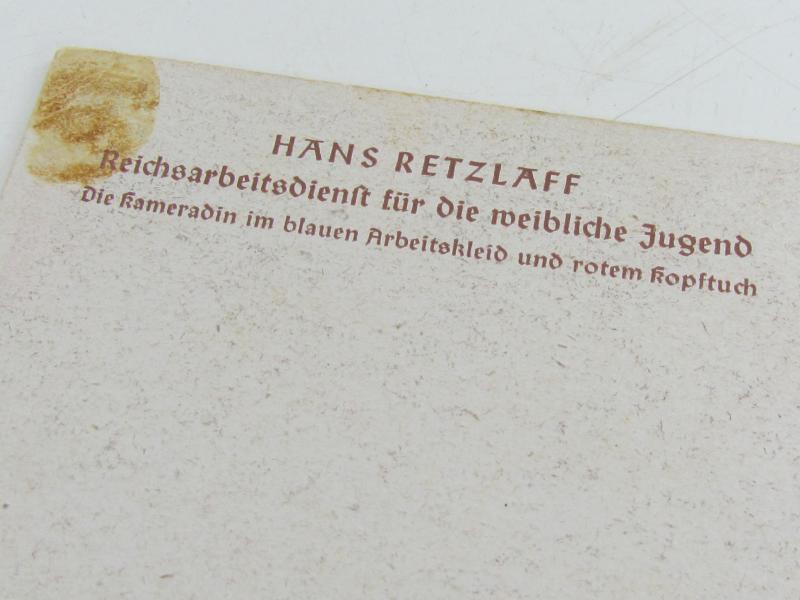 HANS RETZLAFF
Reichsarbeitsdienſt für die weibliche Jugend
Die Kameradin im blauen Arbeitskleid und rotem Kopftuch